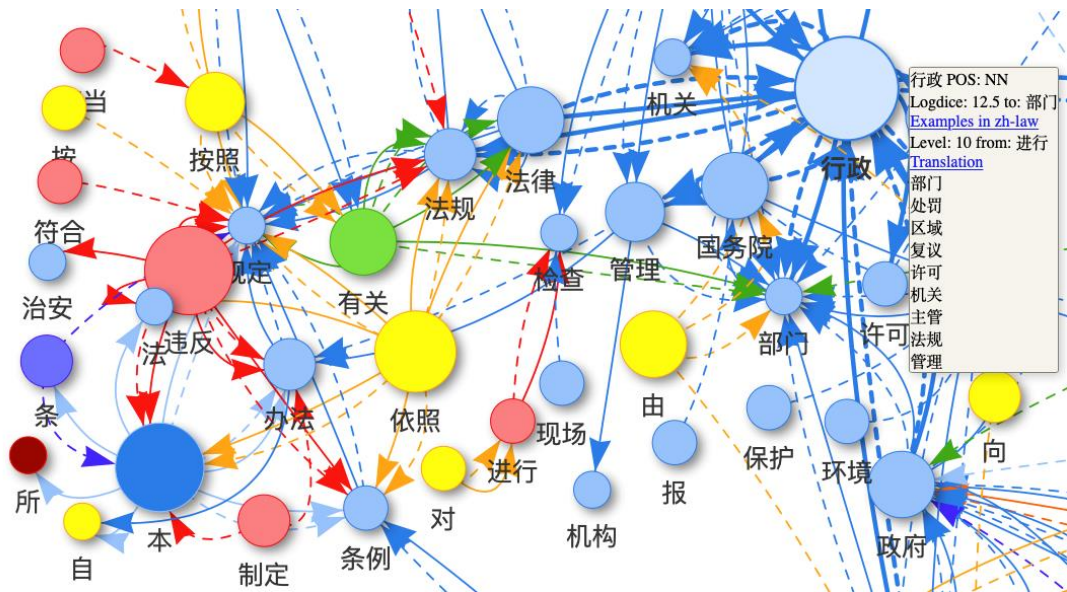 当
按
按照
符合
治安
条
所
自
本
法
违反
规定
制定
办法
条例
有关
依照
对
进行
法规
法律
检查
现场
机构
管理
机关
国务院
由
报
部门
保护
环境
许可
行政
向
政府
行政 POS: NN
Logdice: 12.5 to: 部门
Examples in zh-law
Level: 10 from: 进行
Translation
部门
处罚
区域
复议
许可
机关
主管
法规
管理